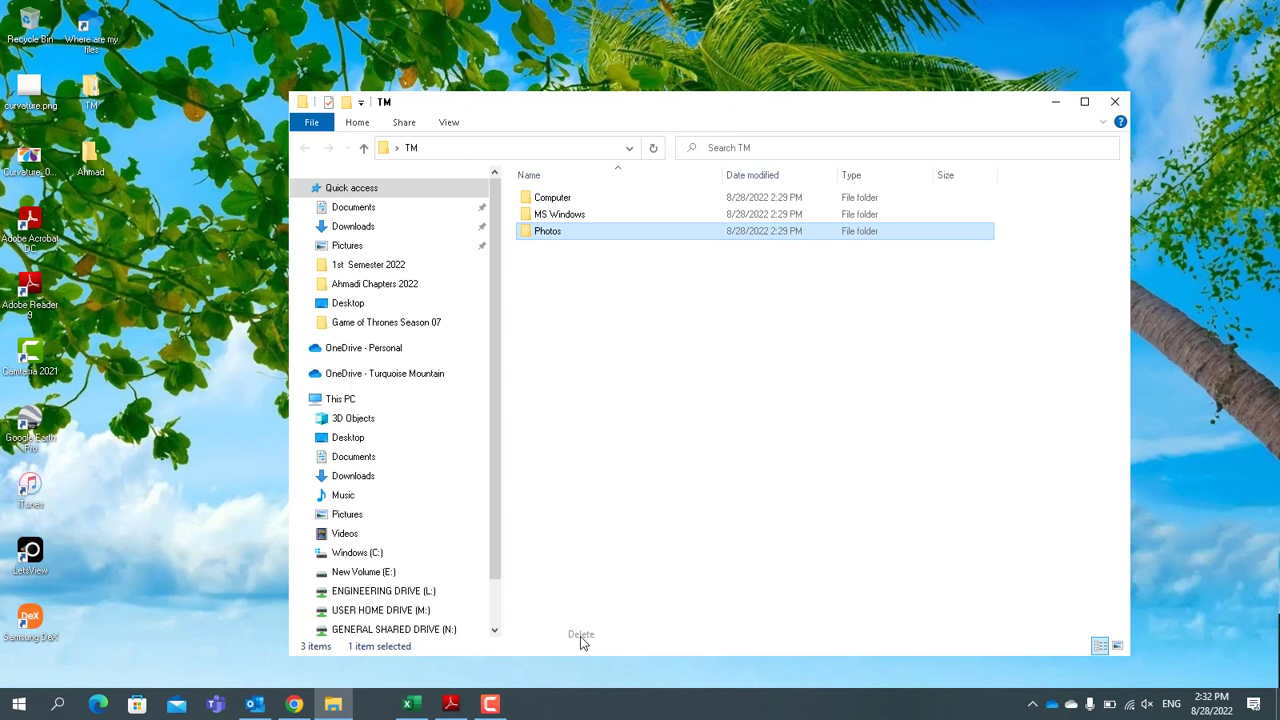 Recycle Bin
Where are my
files
curvature.png
TM
Curvature_0...
Ahmad
Adobe Acrobat
DC
Adobe Reader
9
Camtasia 2021
Google Earth
Pro
iTunes
LetsView
Samsung DeX
TM
File
Home
Share
View
TM
Search TM
Quick access
Documents
Downloads
Pictures
1st Semester 2022
Ahmadi Chapters 2022
Desktop
Game of Thrones Season 07
OneDrive - Personal
OneDrive - Turquoise Mountain
This PC
3D Objects
Desktop
Documents
Downloads
Music
Pictures
Videos
Windows (C:)
New Volume (E:)
ENGINEERING DRIVE (L:)
USER HOME DRIVE (M:)
GENERAL SHARED DRIVE (N:)
Name Date modified Type Size
Computer 8/28/2022 2:29 PM File folder
MS Windows 8/28/2022 2:29 PM File folder
Photos 8/28/2022 2:29 PM File folder
Delete
3 items 1 item selected
ENG
2:32 PM
8/28/2022